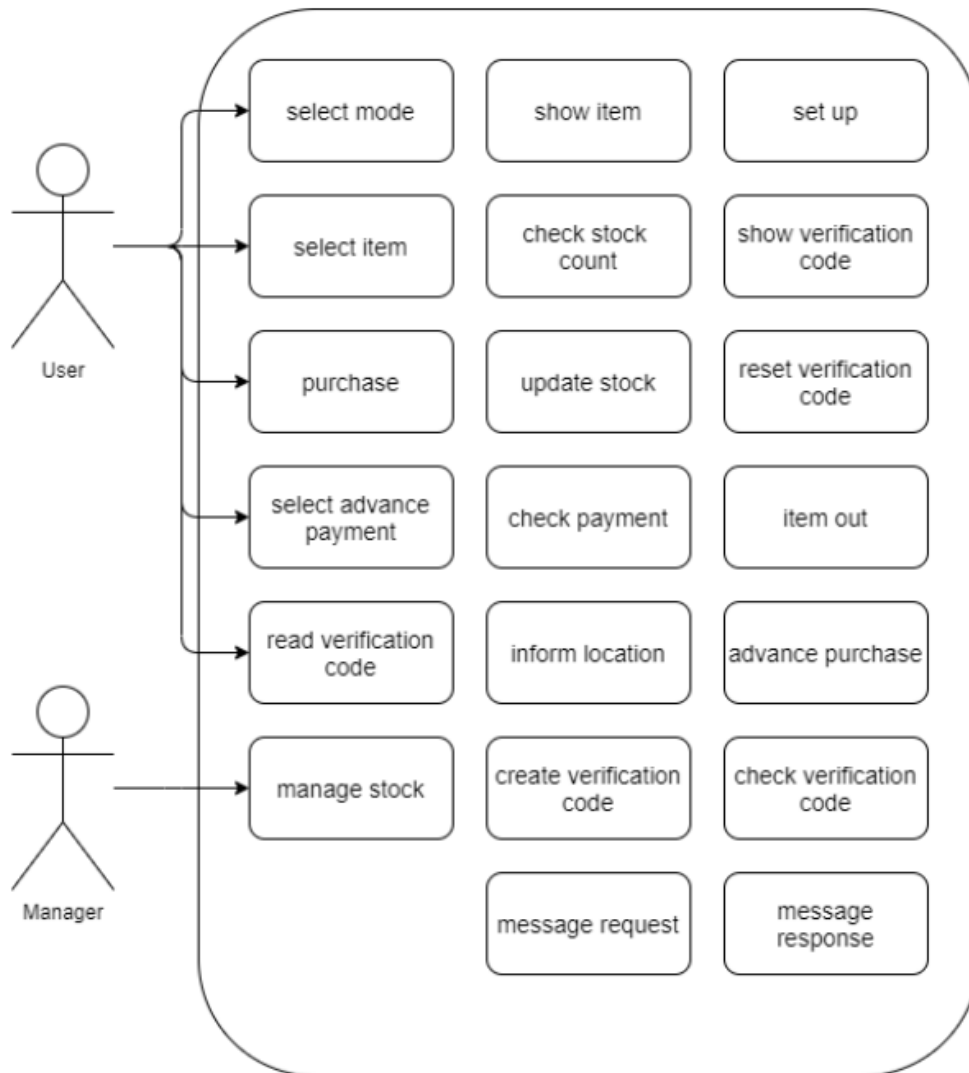 select mode
show item
set up
select item
check stock
count
show verification
code
User
purchase
update stock
reset verification
code
select advance
payment
check payment
item out
read verification
code
inform location
advance purchase
manage stock
create verification
code
check verification
code
Manager
message request
message
response